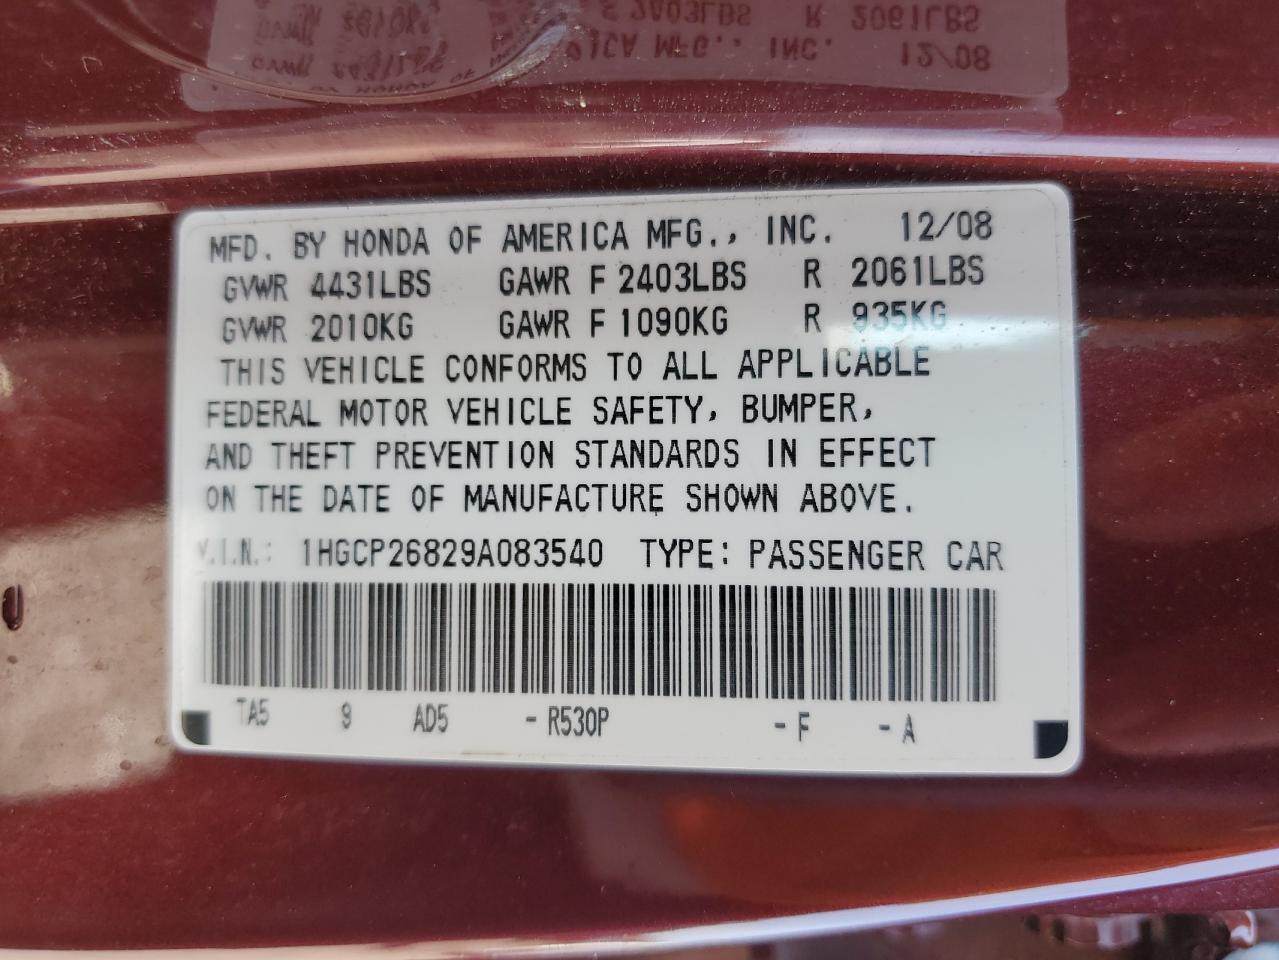 MFD. BY HONDA OF AMERICA MFG., INC. 12/08
GVWR 4431LBS GAWR F 2403LBS R 2061LBS
GVWR 2010KG GAWR F 1090KG R 935KG
THIS VEHICLE CONFORMS TO ALL APPLICABLE
FEDERAL MOTOR VEHICLE SAFETY, BUMPER,
AND THEFT PREVENTION STANDARDS IN EFFECT
ON THE DATE OF MANUFACTURE SHOWN ABOVE.
V.I.N.: 1HGCP26829A083540 TYPE: PASSENGER CAR
TA5 9 AD5 - R530P - F - A